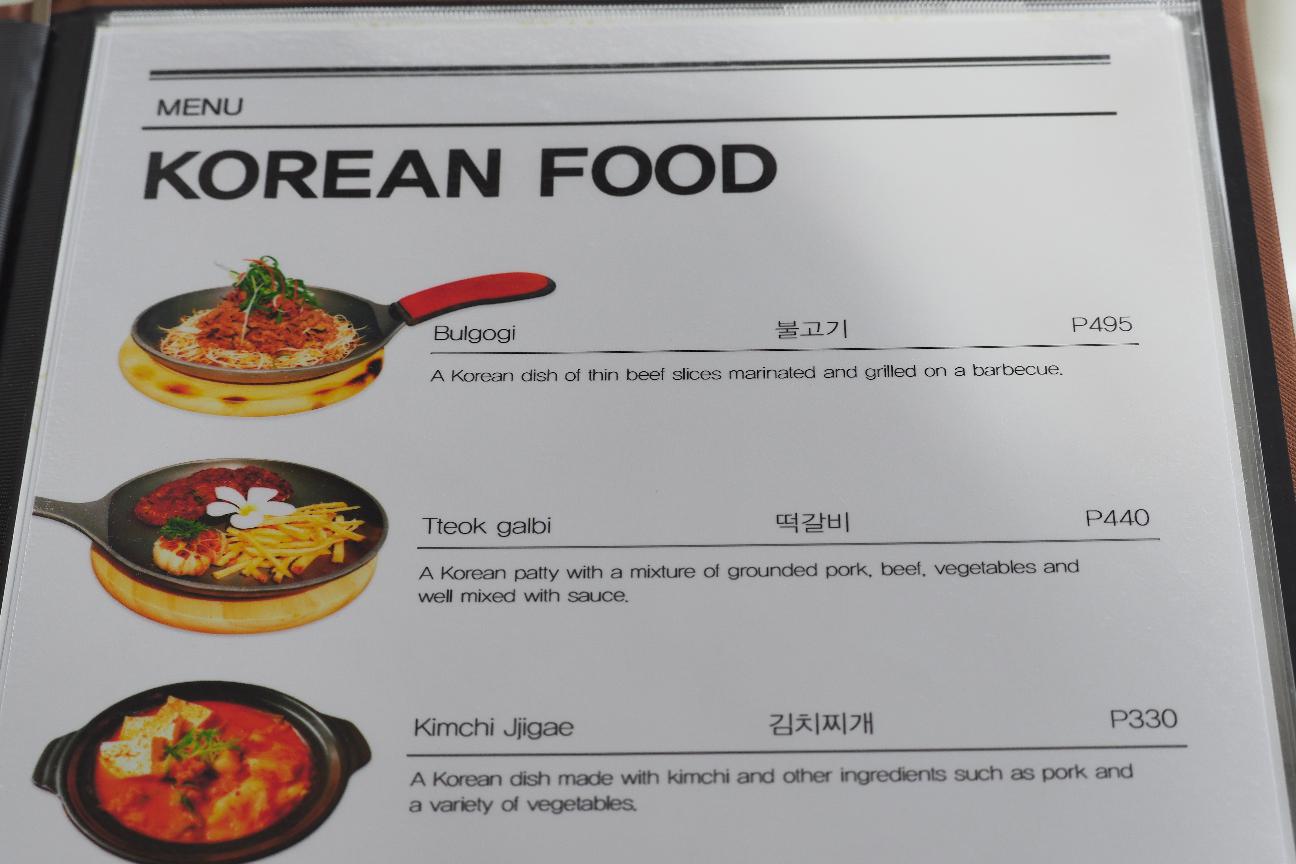 MENU
KOREAN FOOD
Bulgogi 불고기 P495
A Korean dish of thin beef slices marinated and grilled on a barbecue.
Tteok galbi 떡갈비 P440
A Korean patty with a mixture of grounded pork, beef, vegetables and
well mixed with sauce.
Kimchi Jjigae 김치찌개 P330
A Korean dish made with kimchi and other ingredients such as pork and
a variety of vegetables.